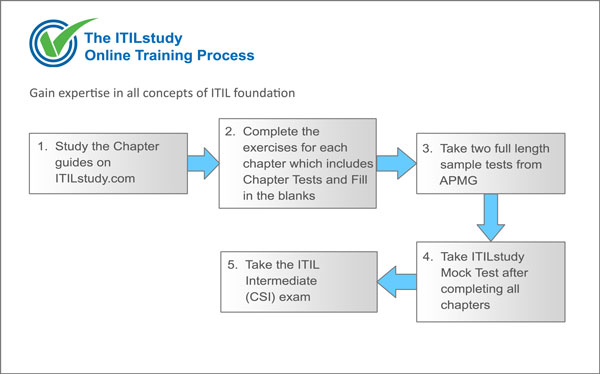 The ITILstudy
Online Training Process
Gain expertise in all concepts of ITIL foundation
1. Study the Chapter
guides on
ITILstudy.com
2. Complete the
exercises for each
chapter which includes
Chapter Tests and Fill
in the blanks
3. Take two full length
sample tests from
APMG
4. Take ITILstudy
Mock Test after
completing all
chapters
5. Take the ITIL
Intermediate
(CSI) exam